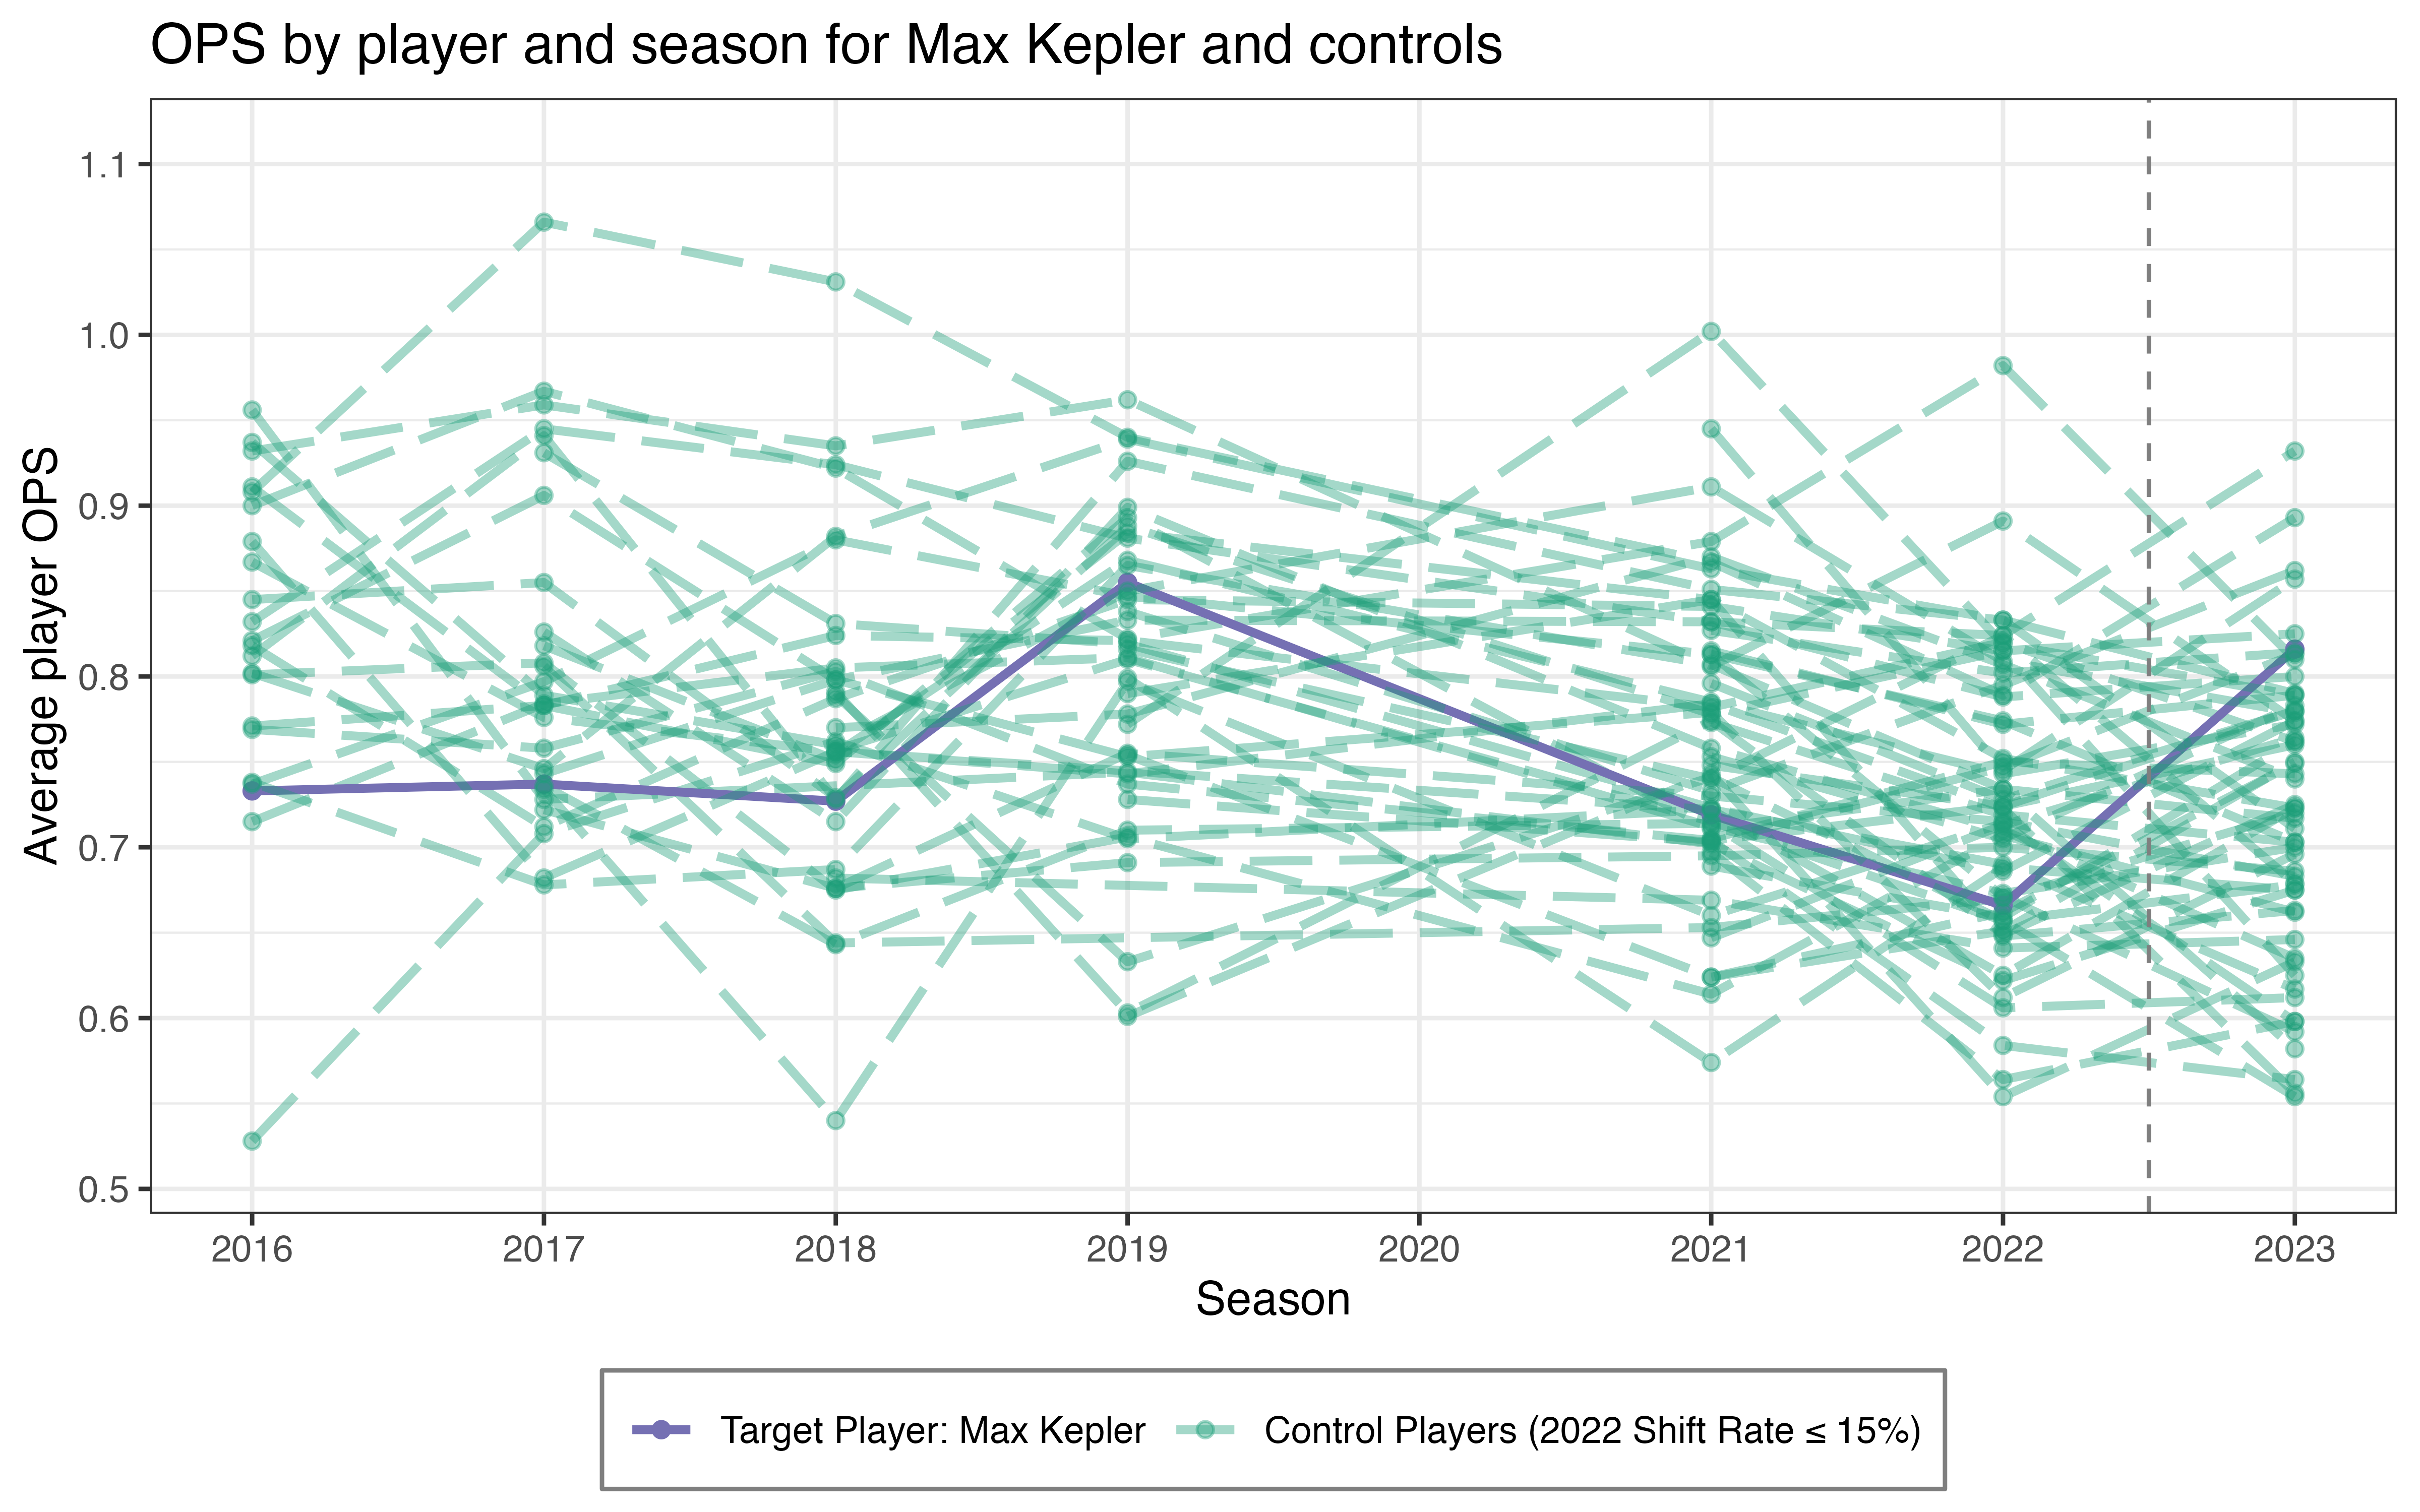 OPS by player and season for Max Kepler and controls
Average player OPS
1.1
1.0
0.9
0.8
0.7
0.6
0.5
2016 2017 2018 2019 2020 2021 2022 2023
Season
Target Player: Max Kepler Control Players (2022 Shift Rate ≤ 15%)